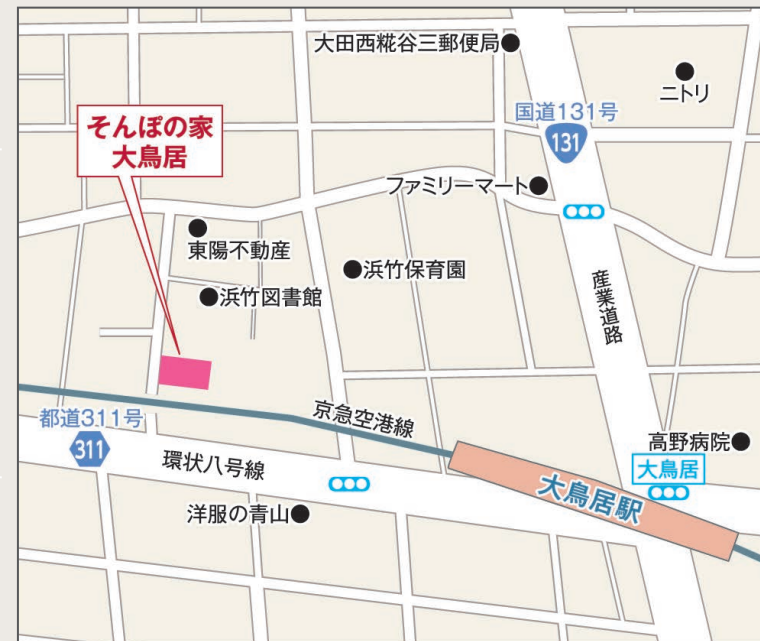 大田西糀谷三郵便局
ニトリ
国道131号
131
そんぽの家
大鳥居
ファミリーマート
東陽不動産
浜竹保育園
浜竹図書館
産業道路
京急空港線
都道311号
311
環状八号線
高野病院
大鳥居
大鳥居駅
洋服の青山